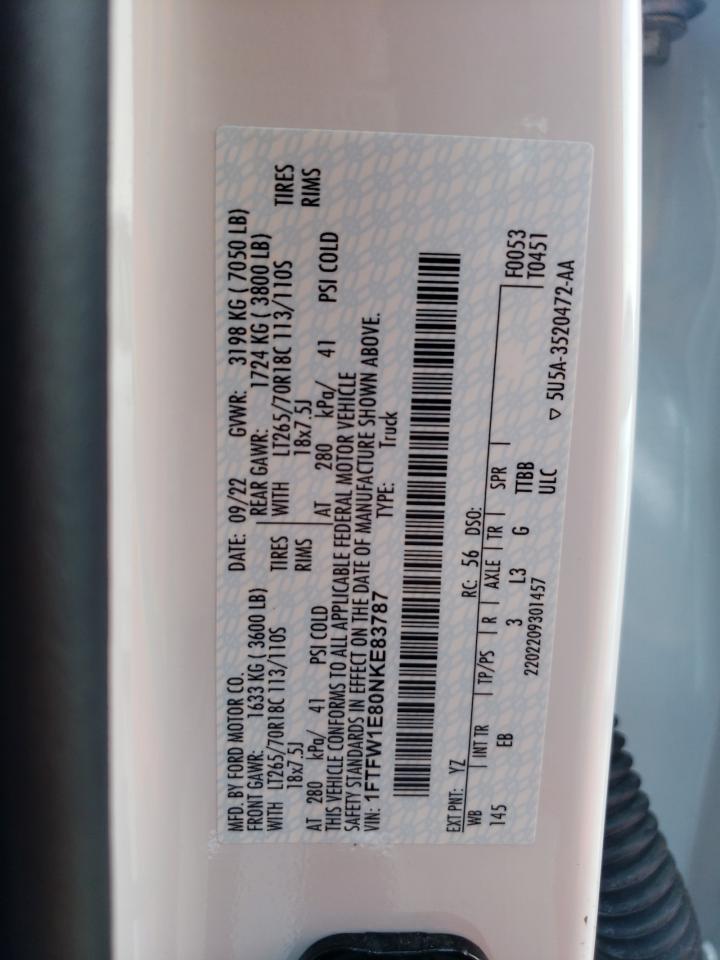 MFD. BY FORD MOTOR CO. DATE: 09/22 GVWR: 3198 KG ( 7050 LB)
FRONT GAWR: 1633 KG ( 3600 LB) REAR GAWR: 1724 KG ( 3800 LB)
WITH LT265/70R18C 113/110S TIRES WITH LT265/70R18C 113/110S TIRES
18x7.5J RIMS 18x7.5J RIMS
AT 280 kPa/ 41 PSI COLD AT 280 kPa/ 41 PSI COLD
THIS VEHICLE CONFORMS TO ALL APPLICABLE FEDERAL MOTOR VEHICLE
SAFETY STANDARDS IN EFFECT ON THE DATE OF MANUFACTURE SHOWN ABOVE.
VIN: 1FTFW1E80NKE83787 TYPE: Truck
EXT PNT: YZ RC: 56 DSO:
WB INT TR TP/PS R AXLE TR SPR F0053
145 EB 3 L3 G TTBB T0451
2202209301457 ULC ▽ 5U5A-3520472-AA